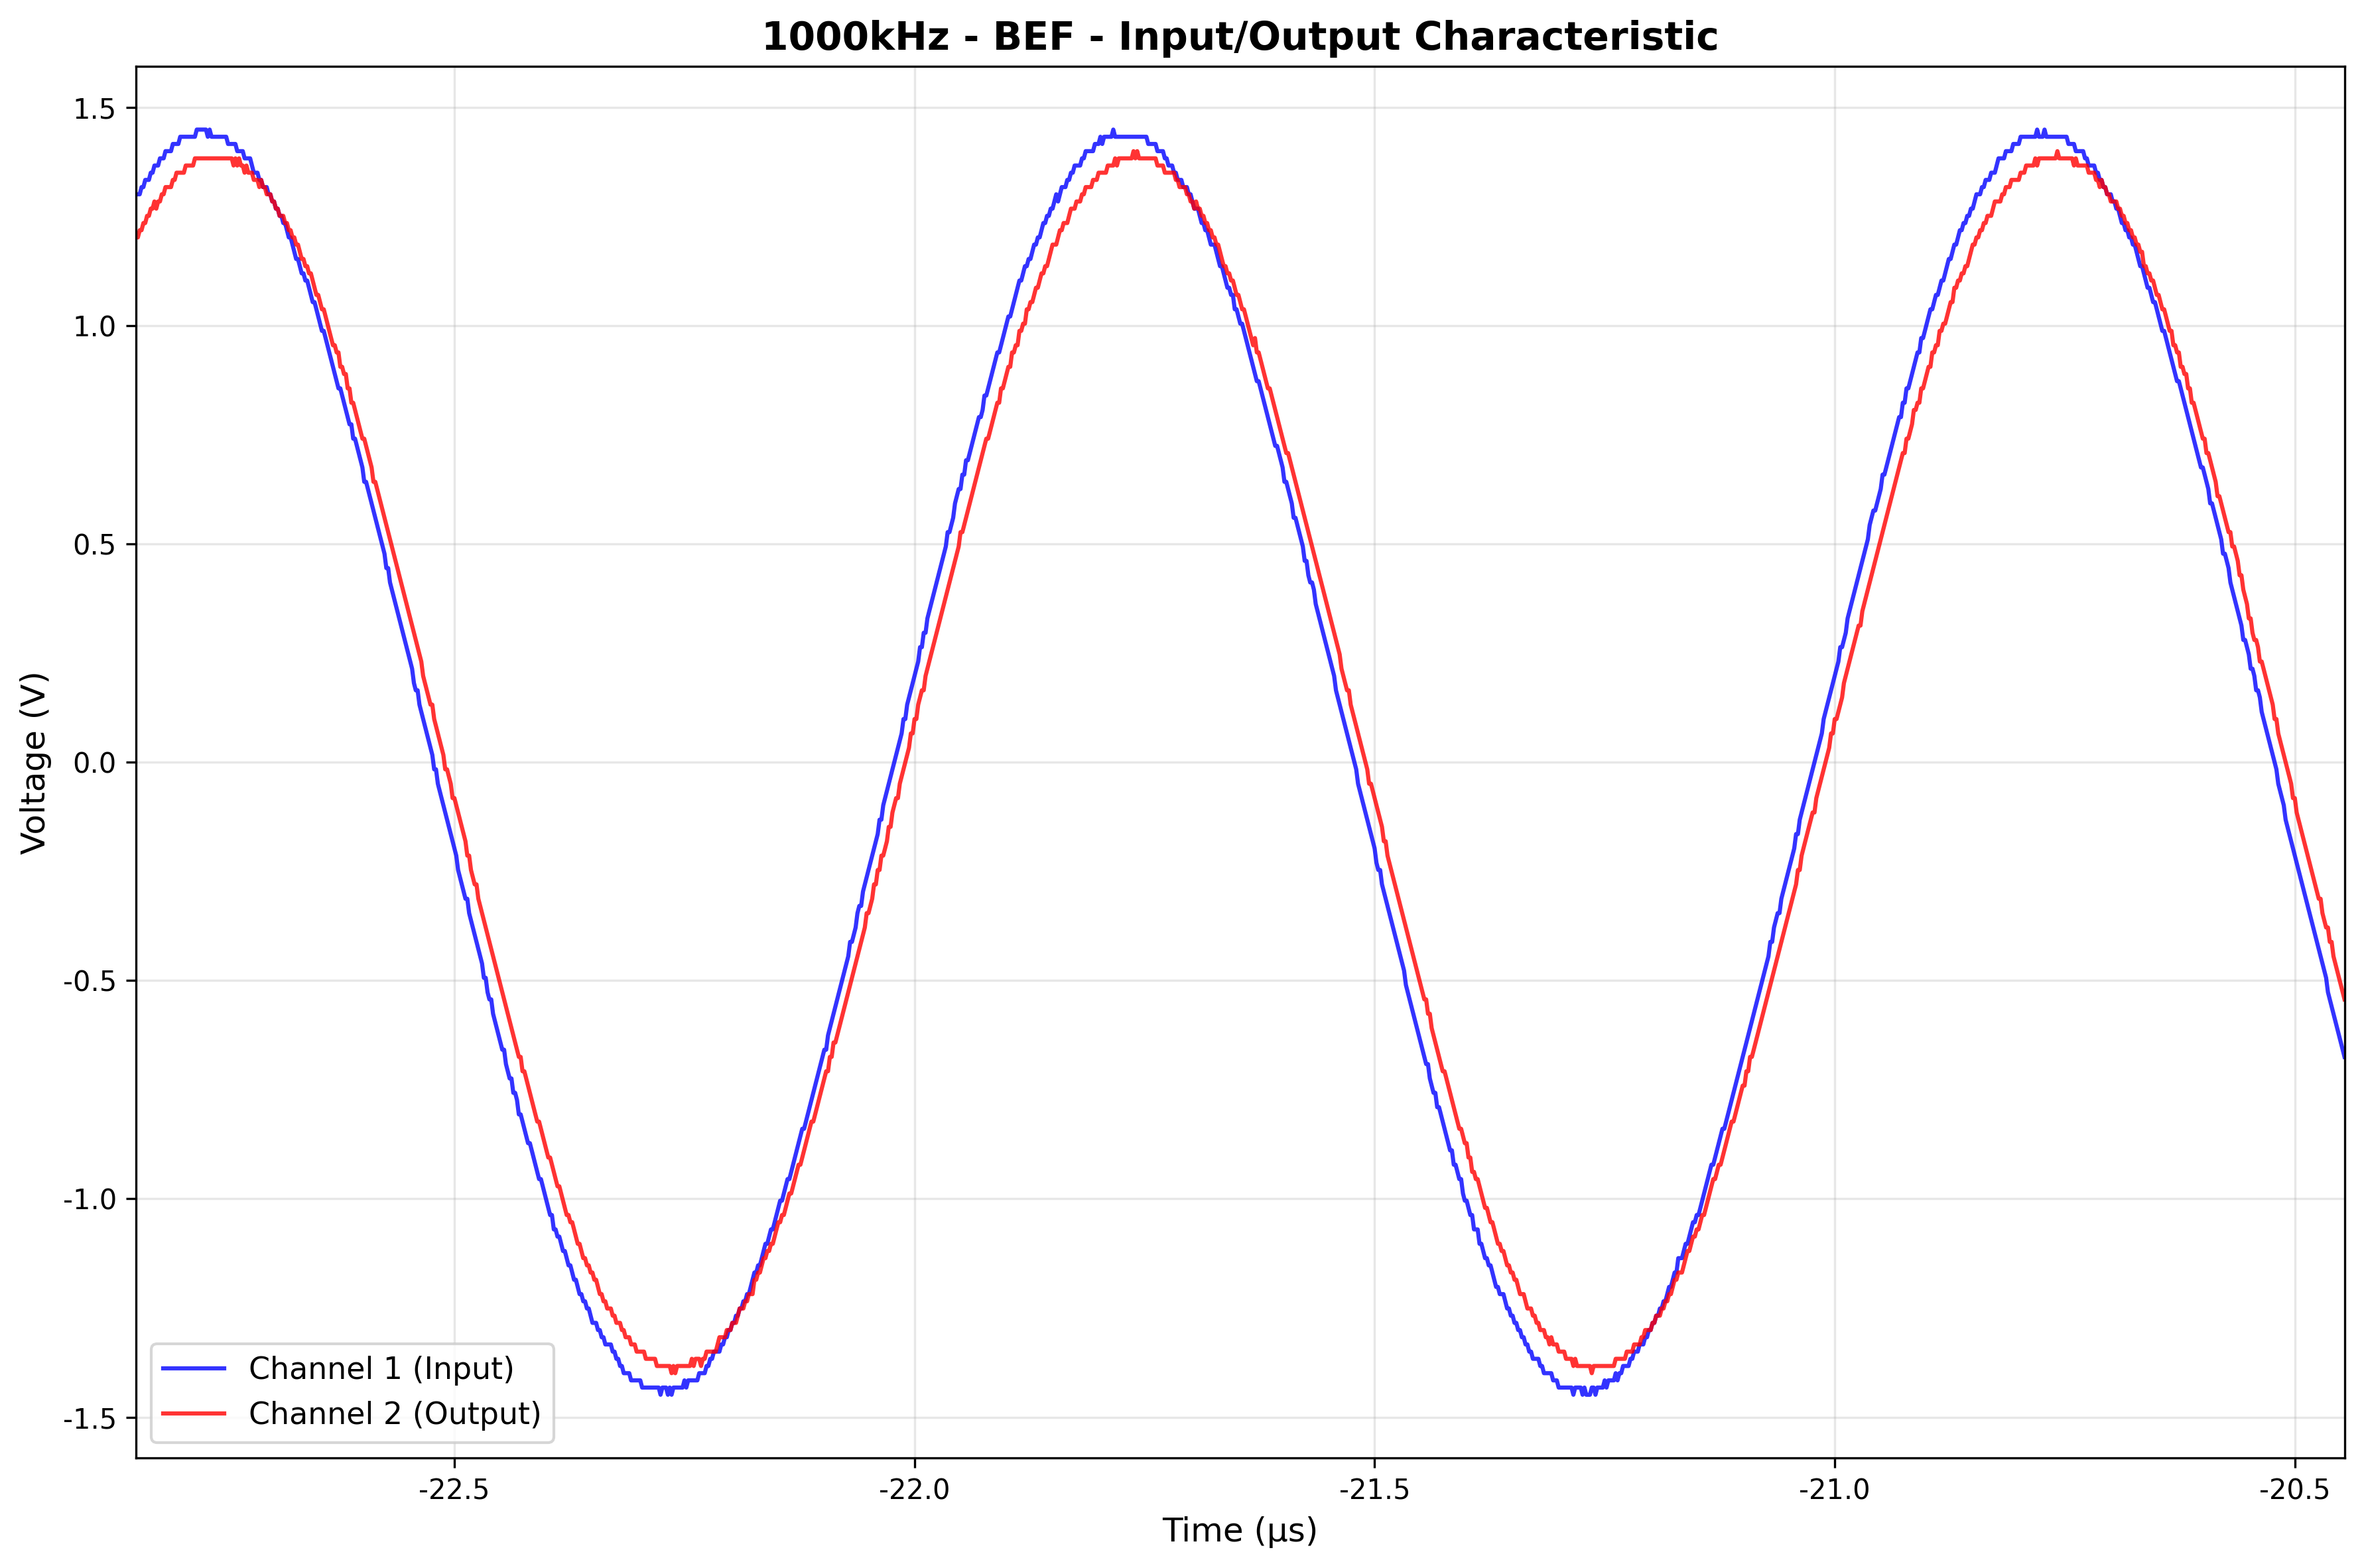 1000kHz - BEF - Input/Output Characteristic
Voltage (V)
1.5
1.0
0.5
0.0
-0.5
-1.0
-1.5
Channel 1 (Input)
Channel 2 (Output)
-22.5
-22.0
-21.5
-21.0
-20.5
Time (µs)